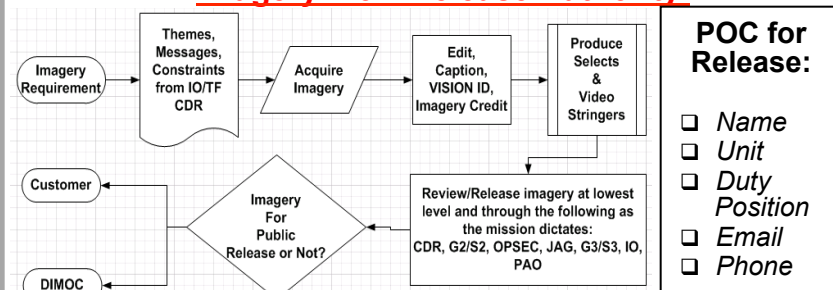 Imagery
Requirement
Themes,
Messages,
Constraints
from IO/TF
CDR
Acquire
Imagery
Edit,
Caption,
VISION ID,
Imagery Credit
Produce
Selects
&
Video
Stringers
Review/Release imagery at lowest
level and through the following as
the mission dictates:
CDR, G2/S2, OPSEC, JAG, G3/S3, IO,
PAO
Imagery
For
Public
Release or Not?
Customer
DIMOC
POC for
Release:
❑ Name
❑ Unit
❑ Duty
Position
❑ Email
❑ Phone